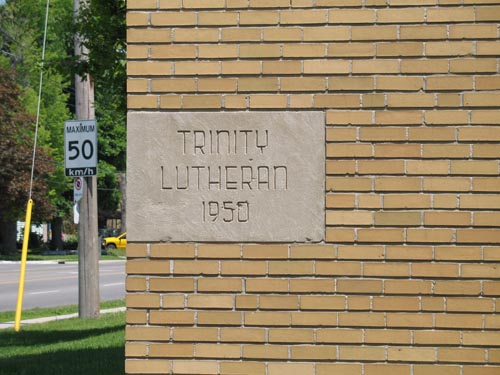 MAXIMUM
50
km/h
TRINITY
LUTHERAN
1950